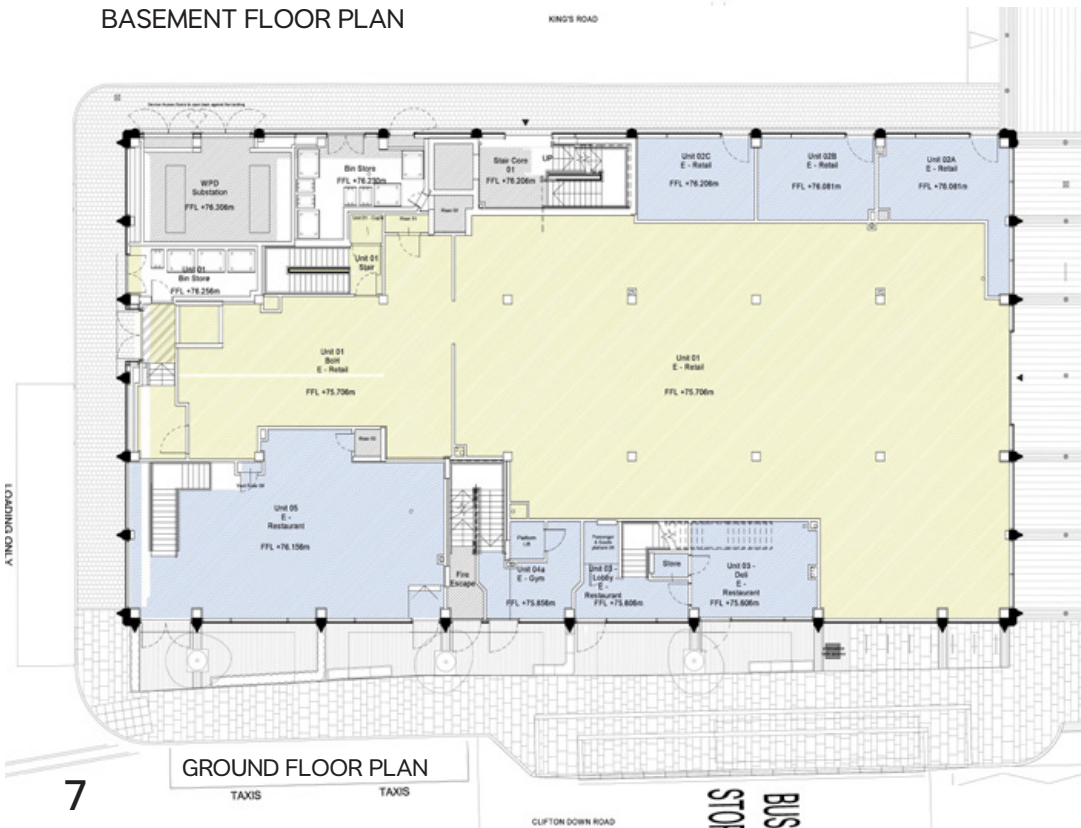 BASEMENT FLOOR PLAN
KING'S ROAD
Stair Core
01
FFL +76.206m
UP
Unit 02C
E - Retail
FFL +76.206m
Unit 02B
E - Retail
FFL +76.081m
Unit 02A
E - Retail
FFL +76.081m
Bin Store
FFL +76.230m
WPD
Substation
FFL +76.306m
Unit 01
Stair
Unit 01
Bin Store
FFL +76.256m
Unit 01
BoH
E - Retail
FFL +75.706m
Unit 01
E - Retail
FFL +75.706m
Unit 05
E -
Restaurant
FFL +76.156m
LOADING ONLY
Fire
Escape
Platform
Lift
Unit 04a
E - Gym
FFL +75.856m
Unit 03 -
Lobby
E -
Restaurant
FFL +75.606m
Store
Unit 03 -
Deli
E -
Restaurant
FFL +75.606m
7
GROUND FLOOR PLAN
TAXIS
TAXIS
CLIFTON DOWN ROAD
BUS
STOP